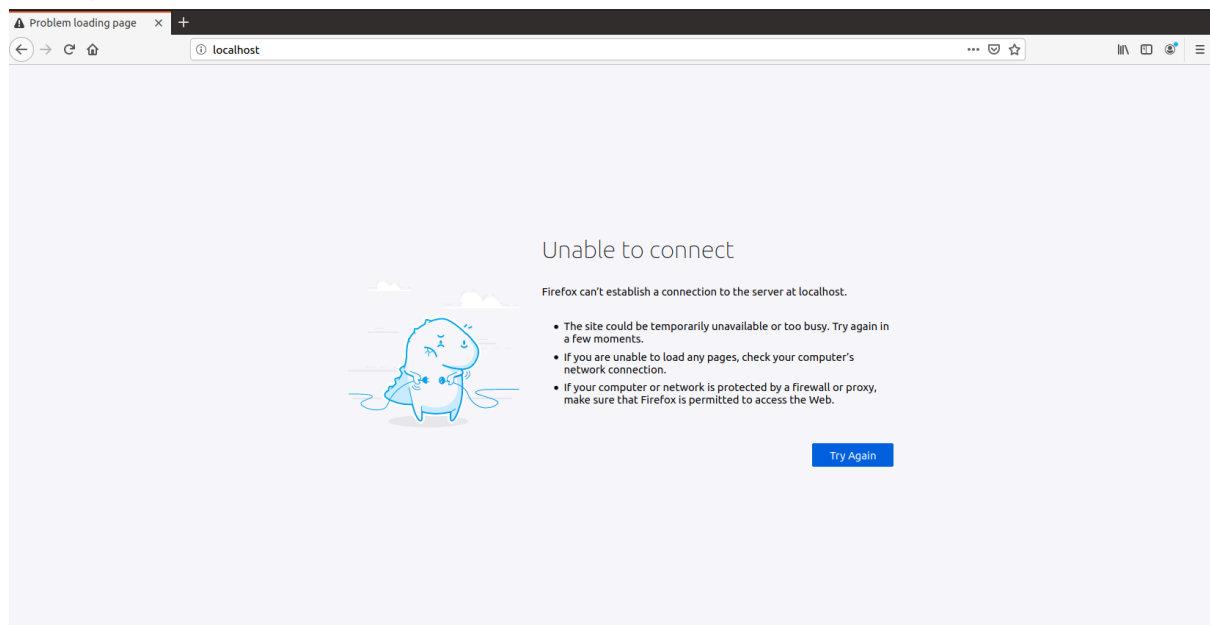 Problem loading page
localhost
Unable to connect
Firefox can't establish a connection to the server at localhost.
The site could be temporarily unavailable or too busy. Try again in
a few moments.
If you are unable to load any pages, check your computer's
network connection.
If your computer or network is protected by a firewall or proxy,
make sure that Firefox is permitted to access the Web.
Try Again